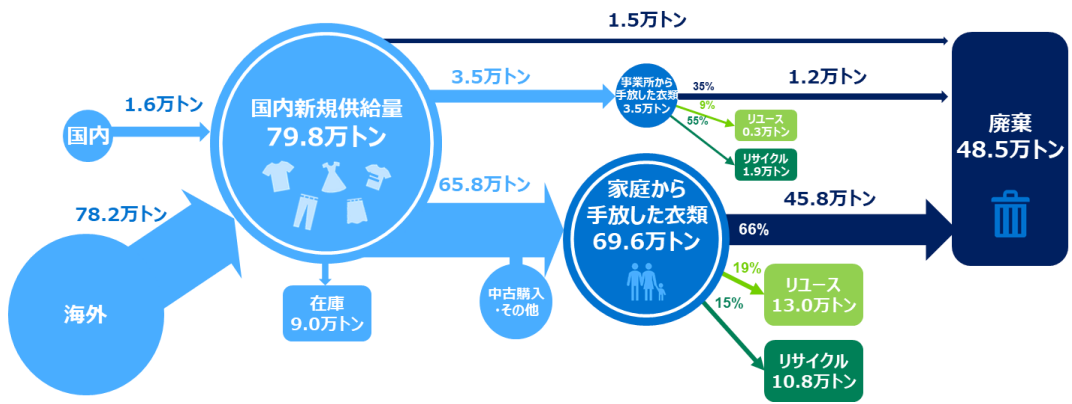 国内
1.6万トン
海外
78.2万トン
国内新規供給量
79.8万トン
在庫
9.0万トン
1.5万トン
3.5万トン
65.8万トン
中古購入
・その他
事業所から
手放した衣類
3.5万トン
35%
1.2万トン
9%
リユース
0.3万トン
55%
リサイクル
1.9万トン
家庭から
手放した衣類
69.6万トン
66%
45.8万トン
19%
リユース
13.0万トン
15%
リサイクル
10.8万トン
廃棄
48.5万トン